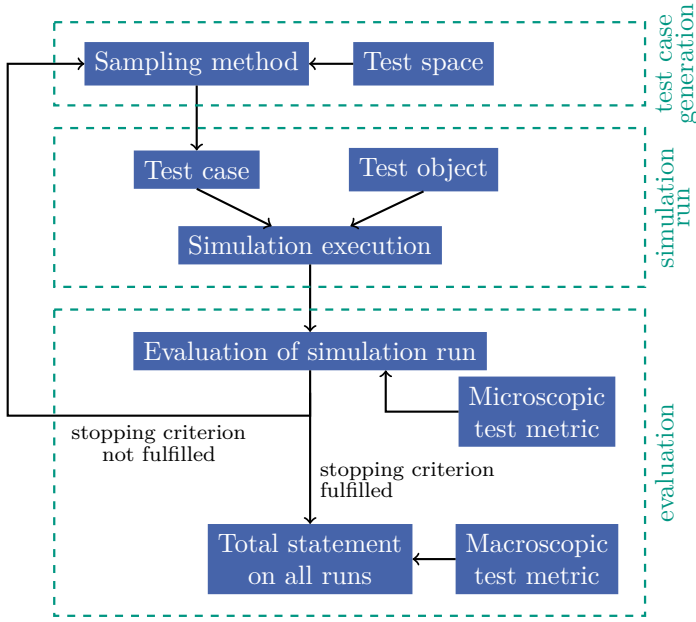 Sampling method
Test space
test case
generation
Test case
Test object
Simulation execution
simulation
run
Evaluation of simulation run
Microscopic
test metric
stopping criterion
not fulfilled
stopping criterion
fulfilled
Total statement
on all runs
Macroscopic
test metric
evaluation